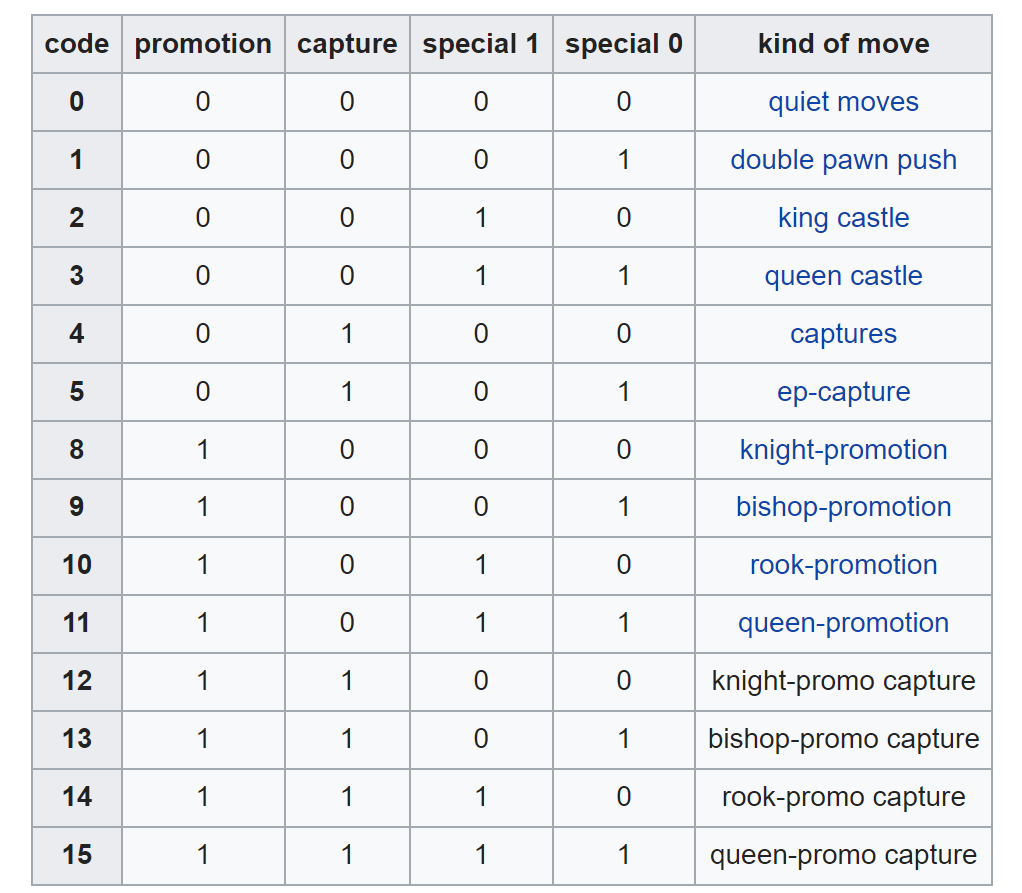 code promotion capture special 1 special 0 kind of move
0 0 0 0 0 quiet moves
1 0 0 0 1 double pawn push
2 0 0 1 0 king castle
3 0 0 1 1 queen castle
4 0 1 0 0 captures
5 0 1 0 1 ep-capture
8 1 0 0 0 knight-promotion
9 1 0 0 1 bishop-promotion
10 1 0 1 0 rook-promotion
11 1 0 1 1 queen-promotion
12 1 1 0 0 knight-promo capture
13 1 1 0 1 bishop-promo capture
14 1 1 1 0 rook-promo capture
15 1 1 1 1 queen-promo capture